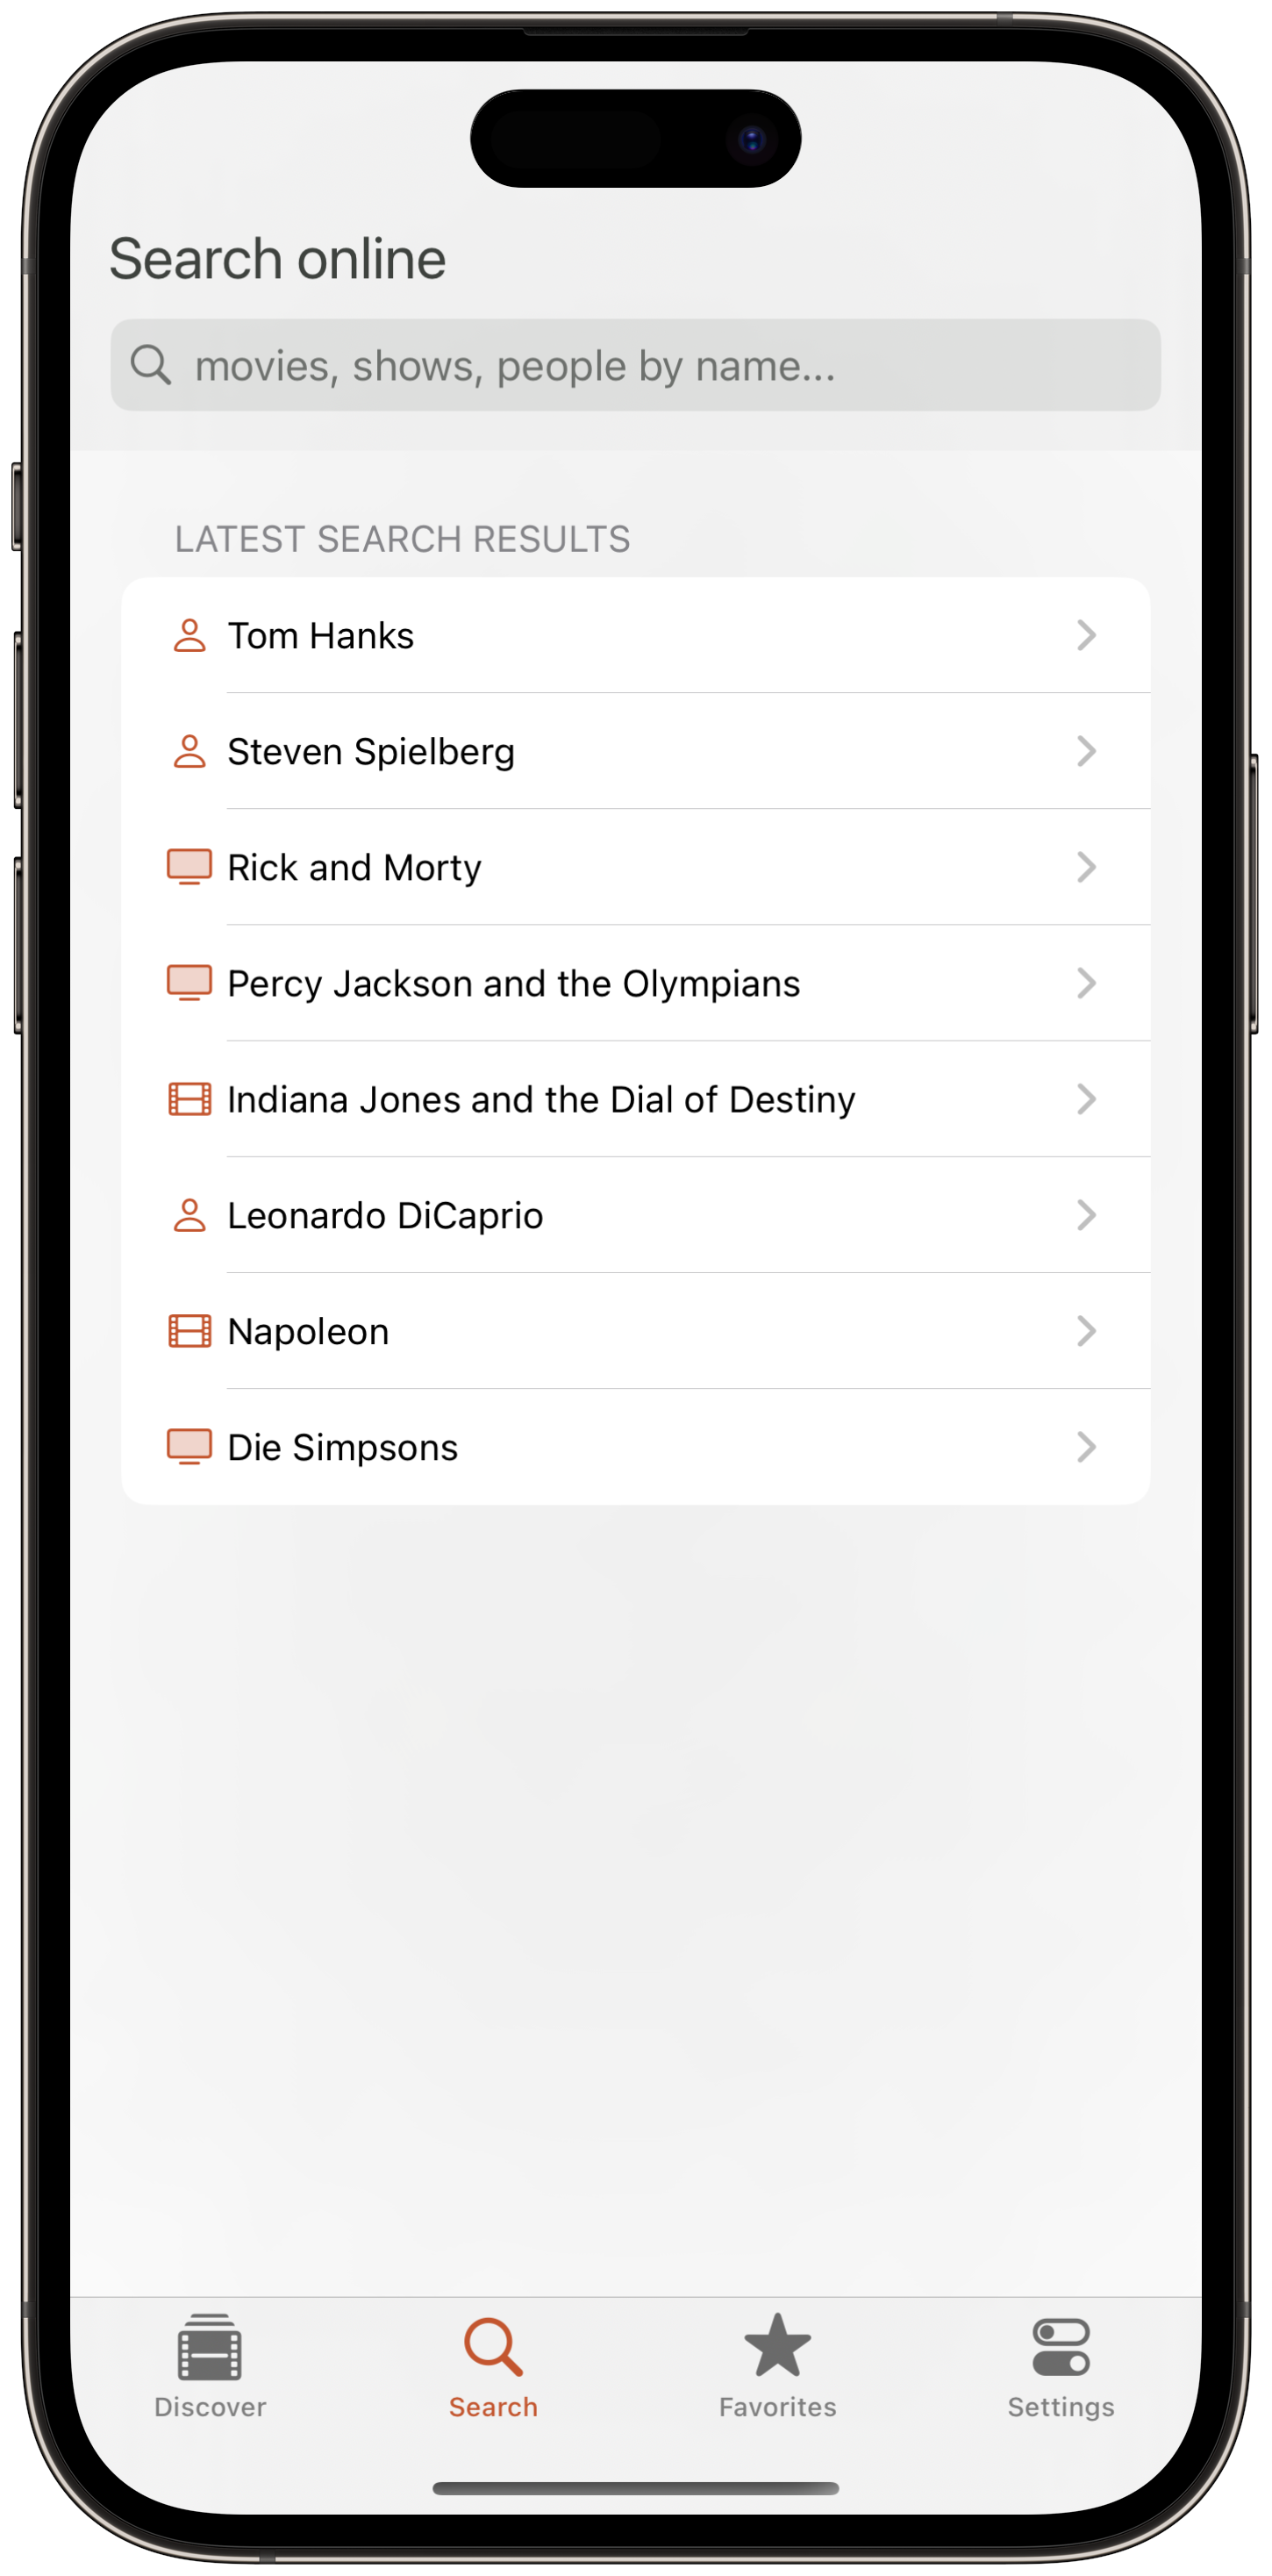 Search online
movies, shows, people by name...
LATEST SEARCH RESULTS
Tom Hanks
Steven Spielberg
Rick and Morty
Percy Jackson and the Olympians
Indiana Jones and the Dial of Destiny
Leonardo DiCaprio
Napoleon
Die Simpsons
Discover
Search
Favorites
Settings